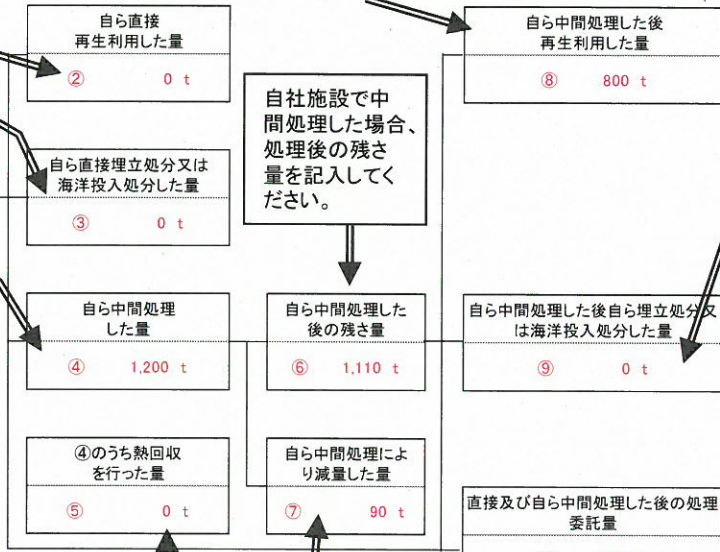 自ら直接
再生利用した量
② 0 t
自ら中間処理した後
再生利用した量
⑧ 800 t
自社施設で中
間処理した場合、
処理後の残さ
量を記入してく
ださい。
自ら直接埋立処分又は
海洋投入処分した量
③ 0 t
自ら中間処理
した量
④ 1,200 t
自ら中間処理した
後の残さ量
⑥ 1,110 t
自ら中間処理した後自ら埋立処分又
は海洋投入処分した量
⑨ 0 t
④のうち熱回収
を行った量
⑤ 0 t
自ら中間処理によ
り減量した量
⑦ 90 t
直接及び自ら中間処理した後の処理
委託量